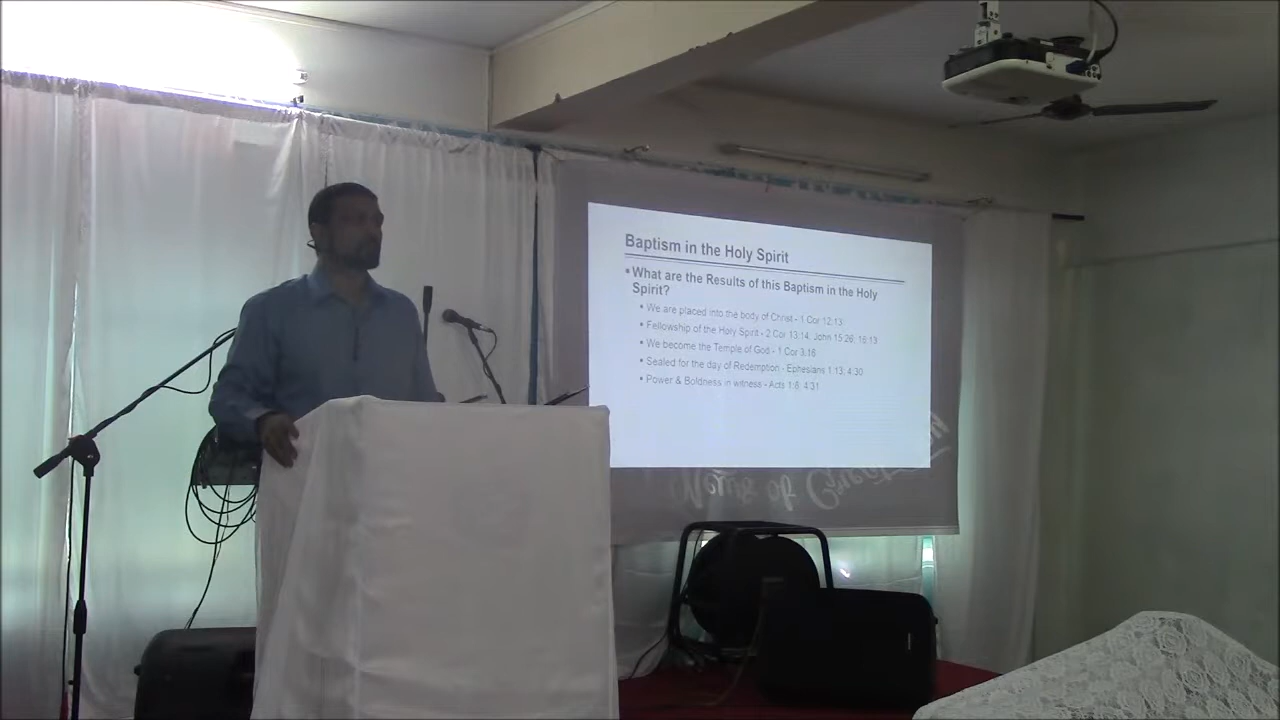 Baptism in the Holy Spirit
• What are the Results of this Baptism in the Holy
Spirit?
• We are placed into the body of Christ - 1 Cor 12:13;
• Fellowship of the Holy Spirit - 2 Cor 13:14; John 15:26; 16:13
• We become the Temple of God - 1 Cor 3.16
• Sealed for the day of Redemption - Ephesians 1:13; 4:30
• Power & Boldness in witness - Acts 1:8; 4:31